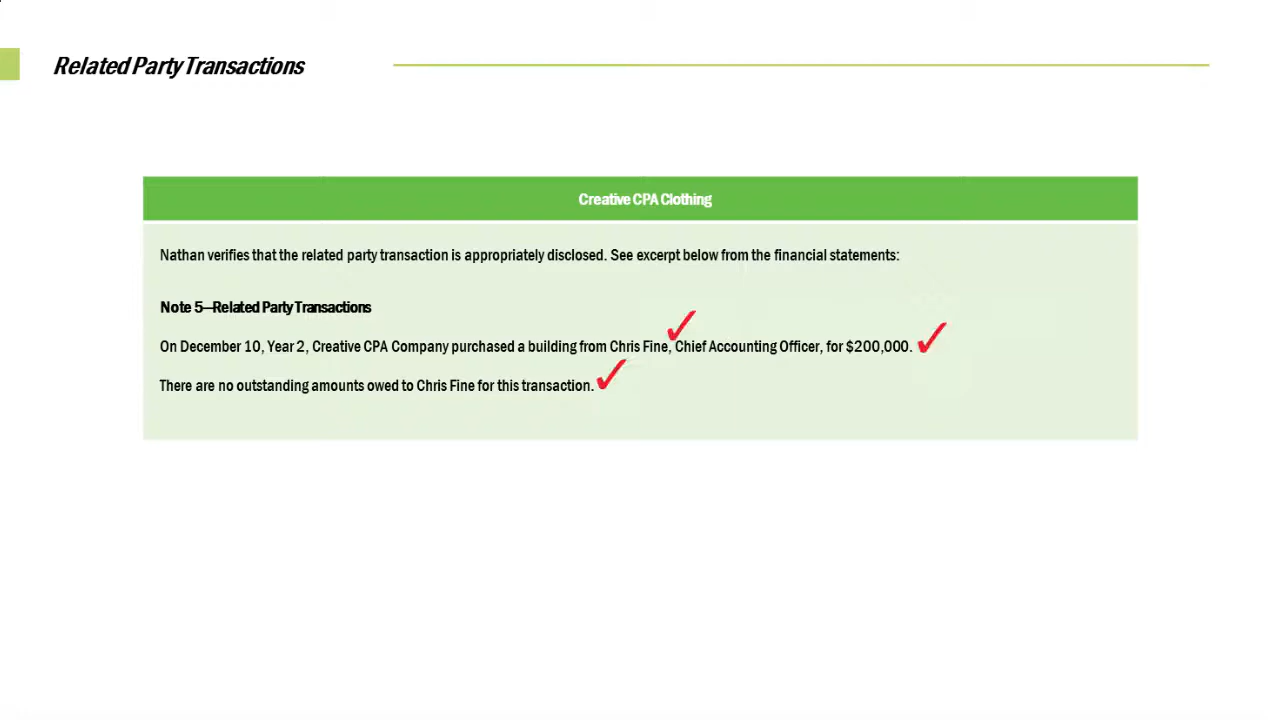 Related Party Transactions
Creative CPA Clothing
Nathan verifies that the related party transaction is appropriately disclosed. See excerpt below from the financial statements:
Note 5—Related Party Transactions
On December 10, Year 2, Creative CPA Company purchased a building from Chris Fine, Chief Accounting Officer, for $200,000.
There are no outstanding amounts owed to Chris Fine for this transaction.